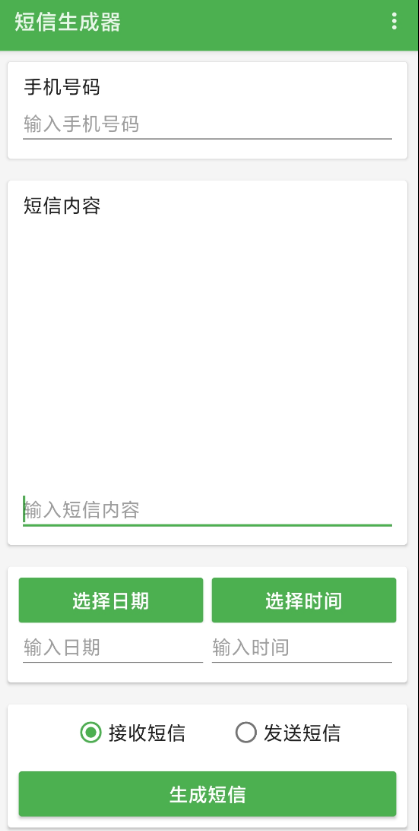 短信生成器
手机号码
输入手机号码
短信内容
输入短信内容
选择日期 选择时间
输入日期 输入时间
接收短信 发送短信
生成短信